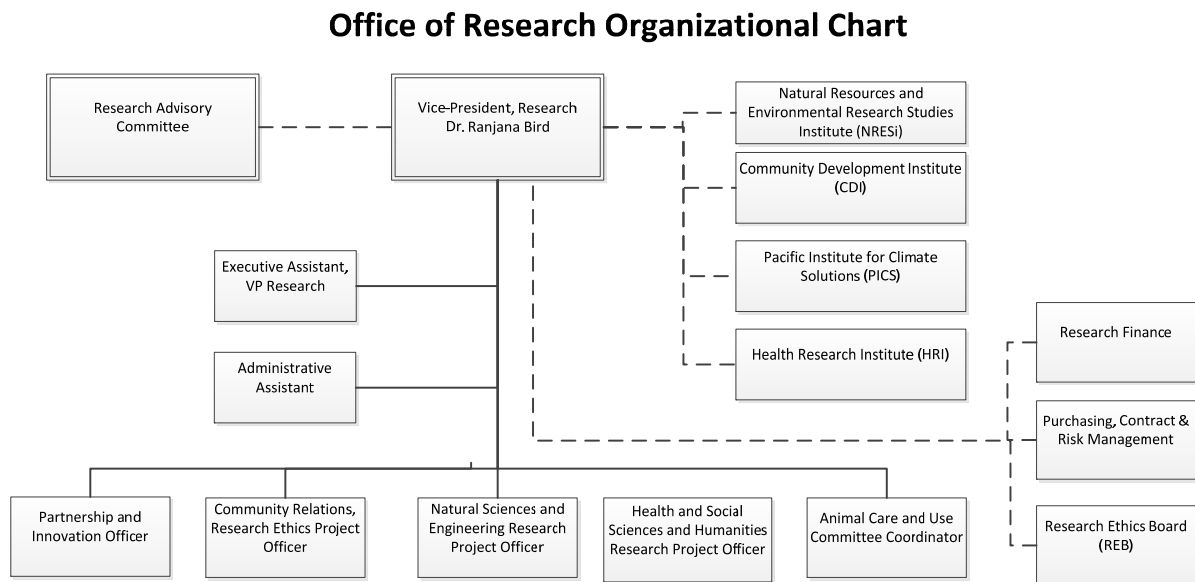 Office of Research Organizational Chart
Research Advisory
Committee
Vice-President, Research
Dr. Ranjana Bird
Natural Resources and
Environmental Research Studies
Institute (NRESi)
Community Development Institute
(CDI)
Pacific Institute for Climate
Solutions (PICS)
Health Research Institute (HRI)
Executive Assistant,
VP Research
Administrative
Assistant
Research Finance
Purchasing, Contract &
Risk Management
Research Ethics Board
(REB)
Partnership and
Innovation Officer
Community Relations,
Research Ethics Project
Officer
Natural Sciences and
Engineering Research
Project Officer
Health and Social
Sciences and Humanities
Research Project Officer
Animal Care and Use
Committee Coordinator